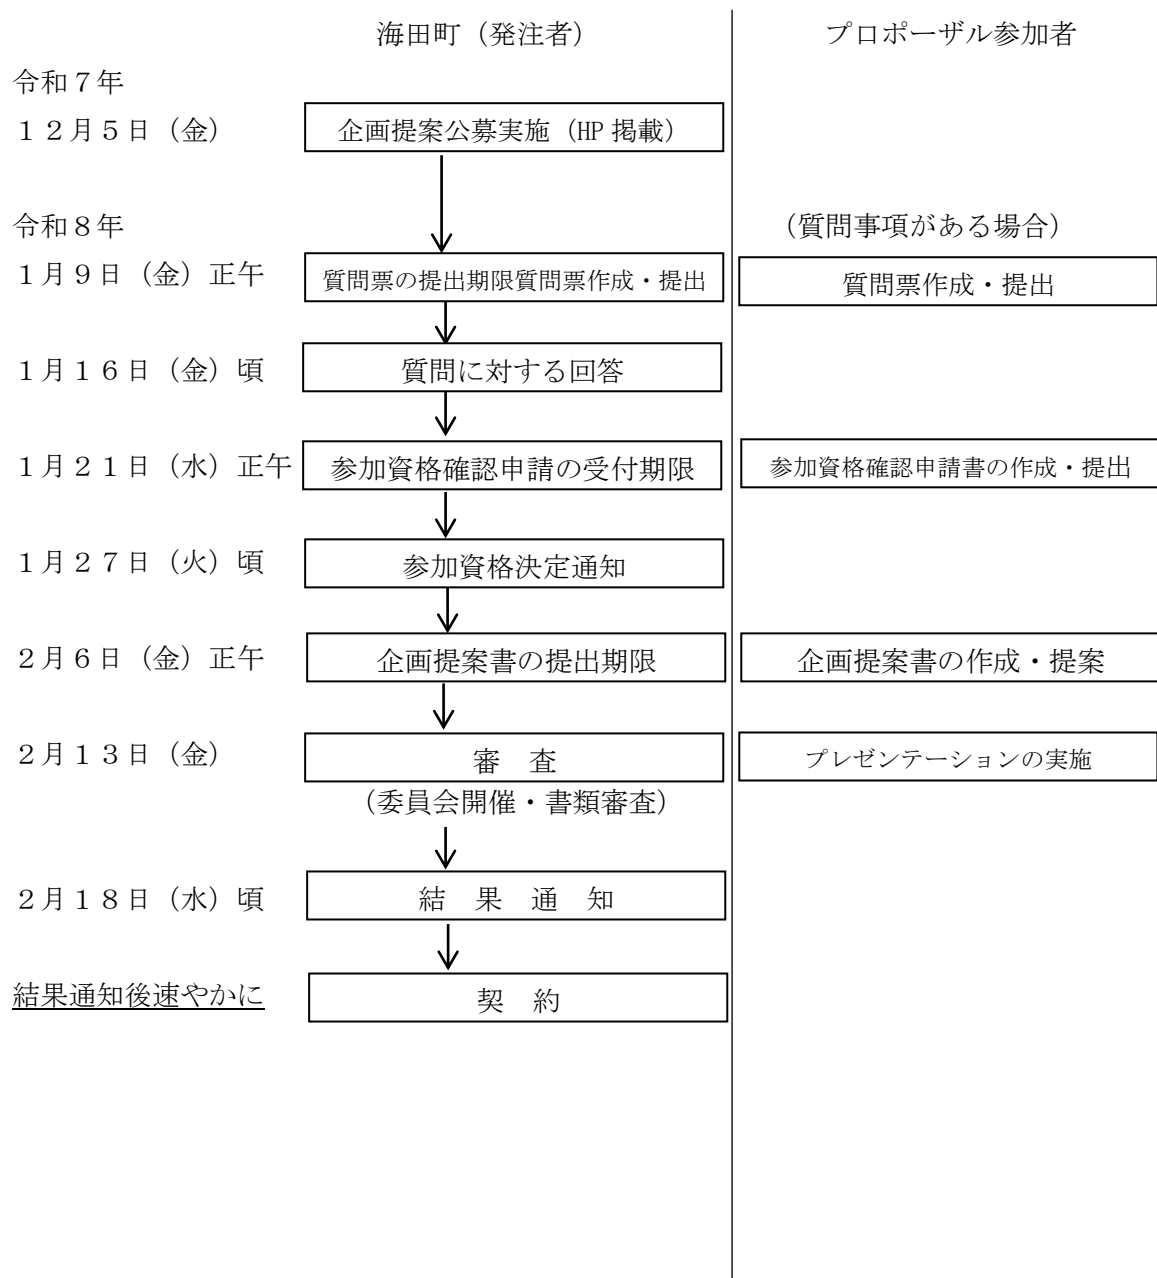 海田町（発注者） プロポーザル参加者
令和７年
１２月５日（金） 企画提案公募実施（HP 掲載）
令和８年 （質問事項がある場合）
１月９日（金）正午 質問票の提出期限質問票作成・提出 質問票作成・提出
１月１６日（金）頃 質問に対する回答
１月２１日（水）正午 参加資格確認申請の受付期限 参加資格確認申請書の作成・提出
１月２７日（火）頃 参加資格決定通知
２月６日（金）正午 企画提案書の提出期限 企画提案書の作成・提案
２月１３日（金） 審　査 プレゼンテーションの実施
（委員会開催・書類審査）
２月１８日（水）頃 結　果　通　知
結果通知後速やかに 契　約